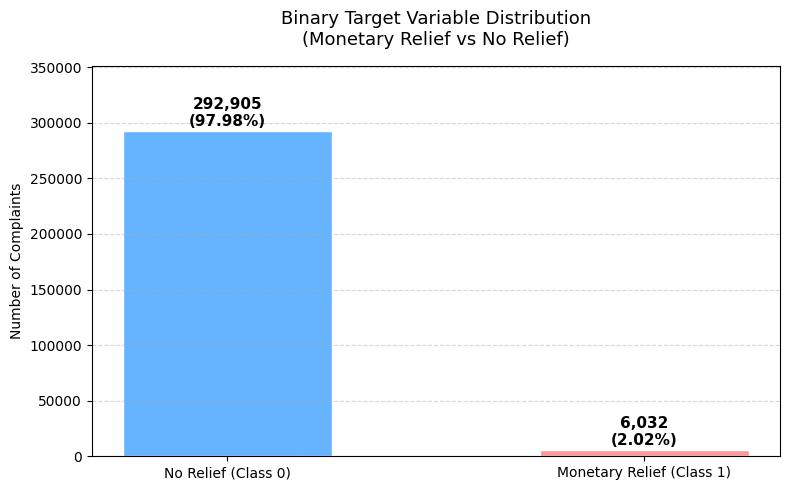 Binary Target Variable Distribution
(Monetary Relief vs No Relief)
350000
300000
250000
200000
150000
100000
50000
0
Number of Complaints
292,905
(97.98%)
6,032
(2.02%)
No Relief (Class 0)
Monetary Relief (Class 1)